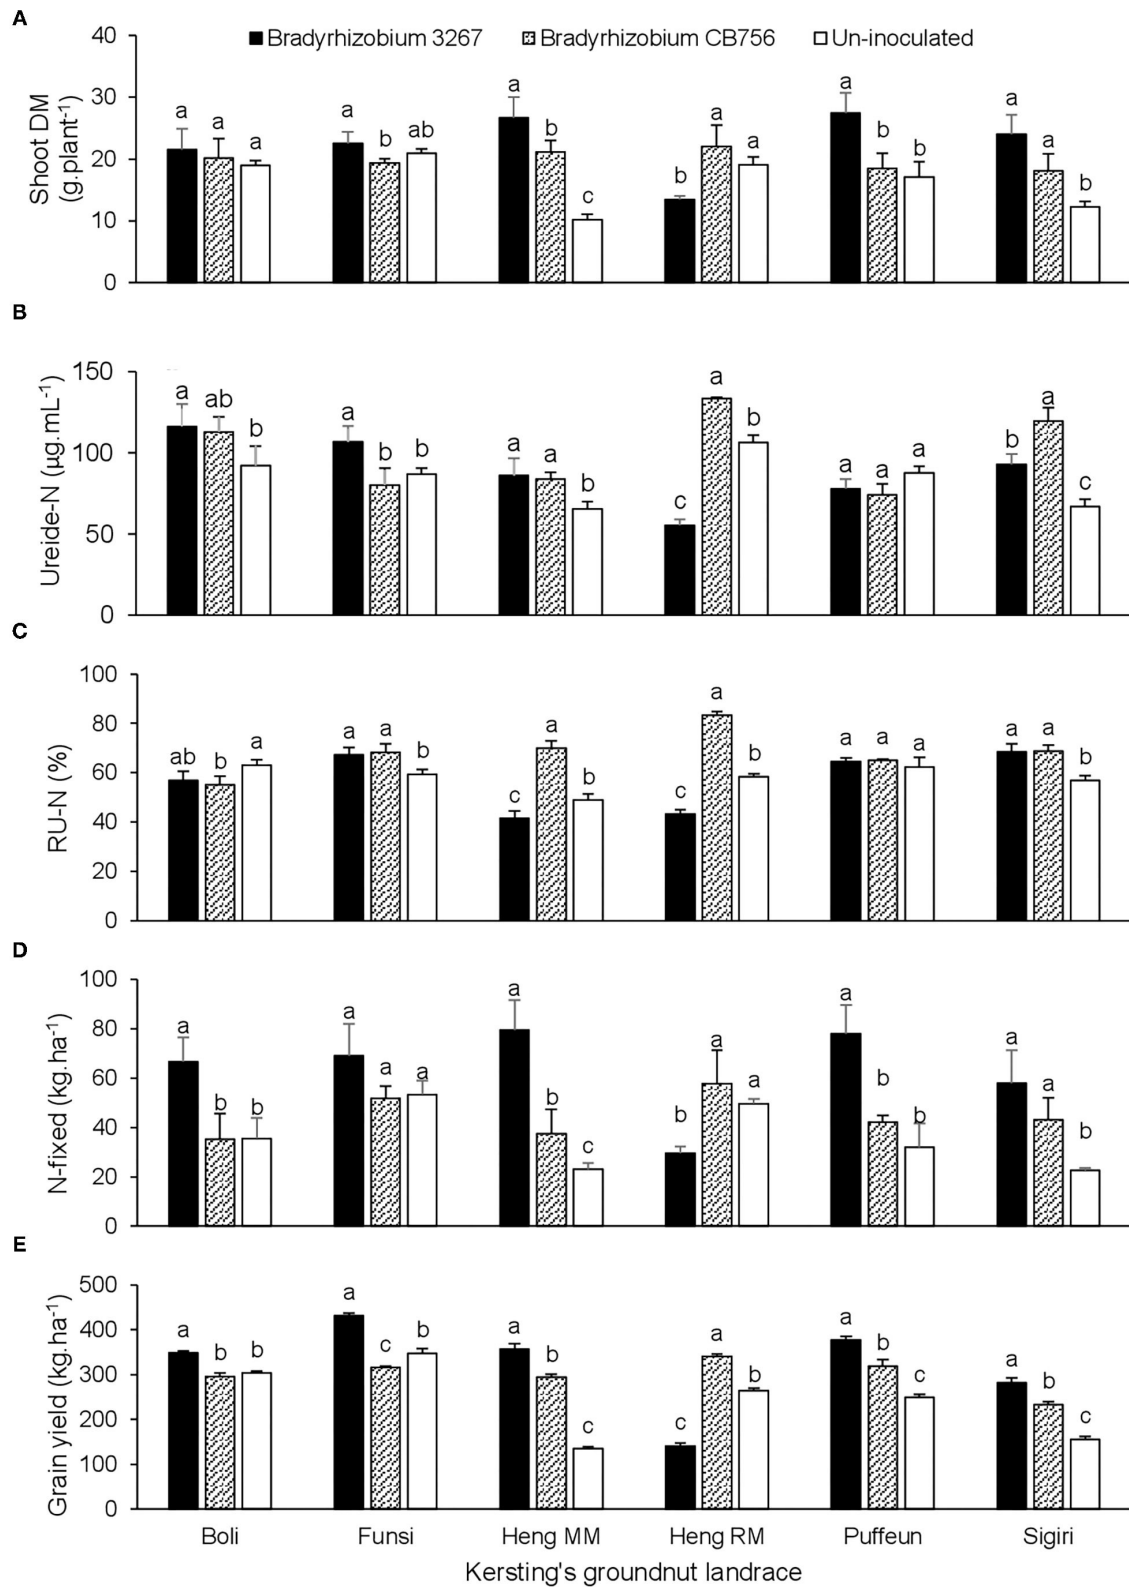 A
40
Bradyrhizobium 3267 Bradyrhizobium CB756 Un-inoculated
30
20
10
0
Shoot DM
(g.plant-1)
a a a
a b ab
a b c
b a a
a b b
a a b
B
150
100
50
0
Ureide-N (µg.mL-1)
a ab b
a b b
a a b
c a b
a a a
b a c
C
100
80
60
40
20
0
RU-N (%)
ab b a
a a b
c a b
c a b
a a a
a a b
D
100
80
60
40
20
0
N-fixed (kg.ha-1)
a b b
a a a
a b c
b a a
a b b
a a b
E
500
400
300
200
100
0
Grain yield (kg.ha-1)
a b b
a c b
a b c
c a b
a b c
a b c
Boli Funsi Heng MM Heng RM Puffeun Sigiri
Kersting's groundnut landrace